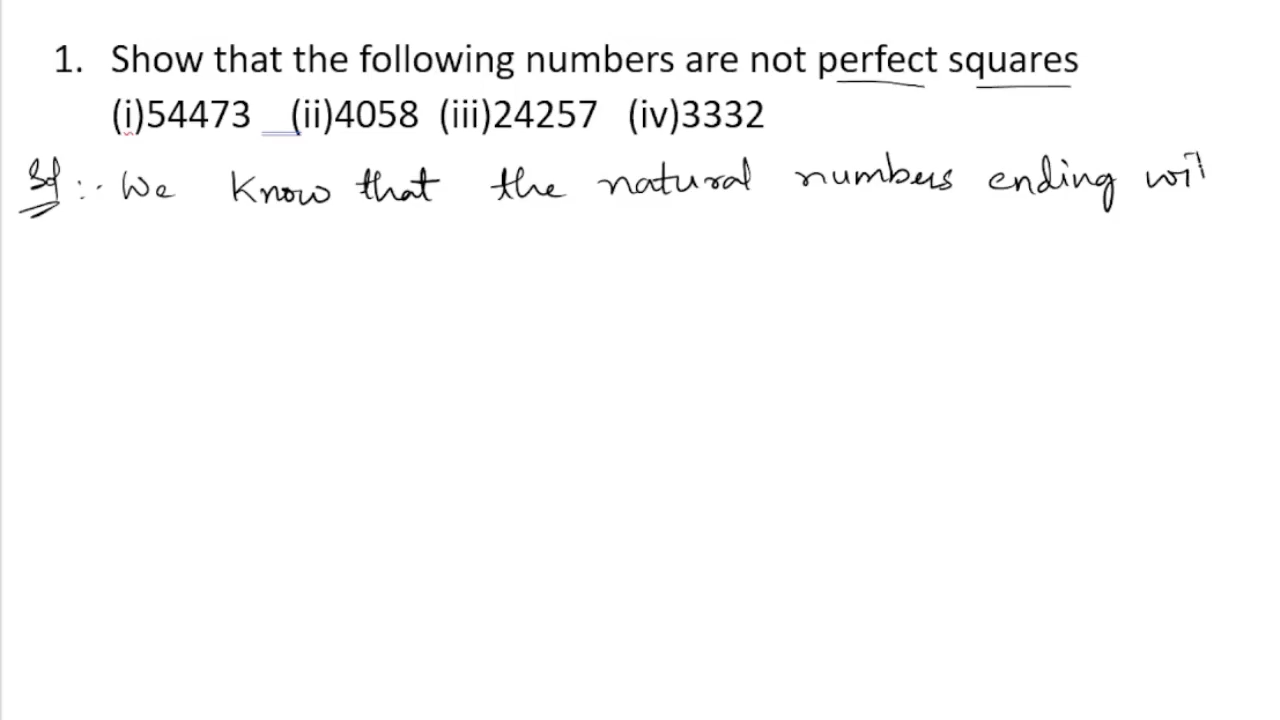 1. Show that the following numbers are not perfect squares
(i)54473 (ii)4058 (iii)24257 (iv)3332
Sol :- We know that the natural numbers ending wit